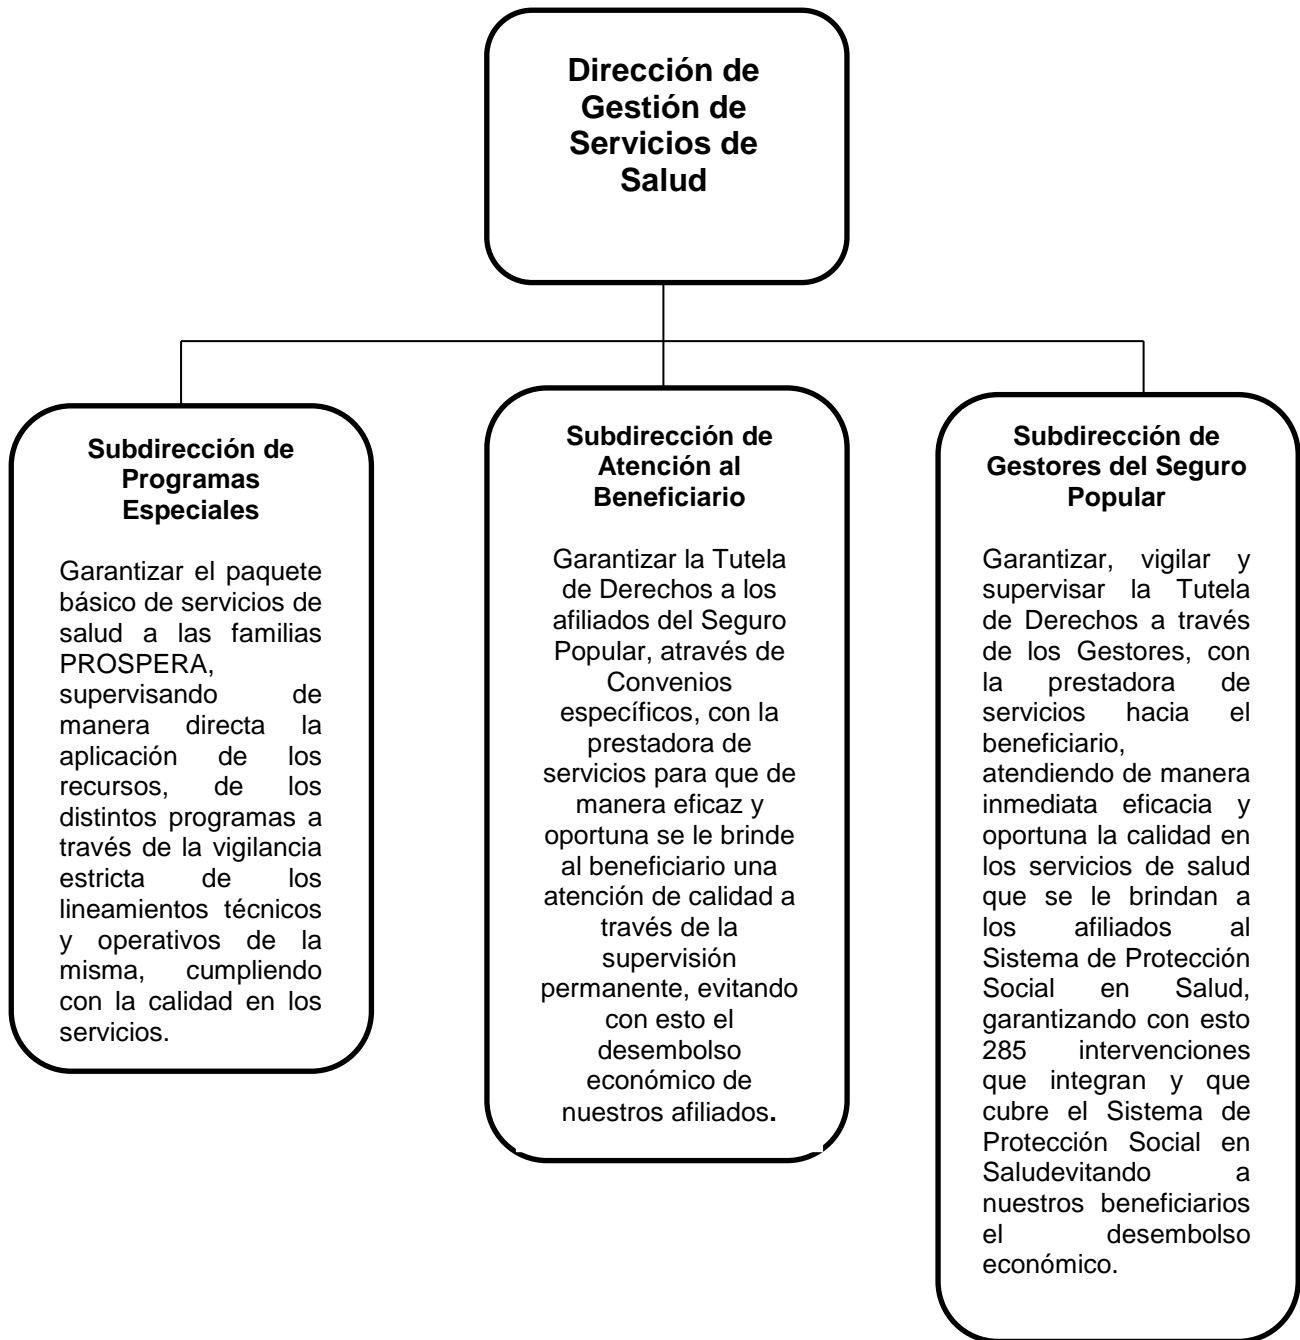 Dirección de
Gestión de
Servicios de
Salud
Subdirección de
Programas
Especiales
Garantizar el paquete
básico de servicios de
salud a las familias
PROSPERA,
supervisando de
manera directa la
aplicación de los
recursos, de los
distintos programas a
través de la vigilancia
estricta de los
lineamientos técnicos
y operativos de la
misma, cumpliendo
con la calidad en los
servicios.
Subdirección de
Atención al
Beneficiario
Garantizar la Tutela
de Derechos a los
afiliados del Seguro
Popular, através de
Convenios
específicos, con la
prestadora de
servicios para que de
manera eficaz y
oportuna se le brinde
al beneficiario una
atención de calidad a
través de la
supervisión
permanente, evitando
con esto el
desembolso
económico de
nuestros afiliados.
Subdirección de
Gestores del Seguro
Popular
Garantizar, vigilar y
supervisar la Tutela
de Derechos a través
de los Gestores, con
la prestadora de
servicios hacia el
beneficiario,
atendiendo de manera
inmediata eficacia y
oportuna la calidad en
los servicios de salud
que se le brindan a
los afiliados al
Sistema de Protección
Social en Salud,
garantizando con esto
285 intervenciones
que integran y que
cubre el Sistema de
Protección Social en
Saludevitando a
nuestros beneficiarios
el desembolso
económico.